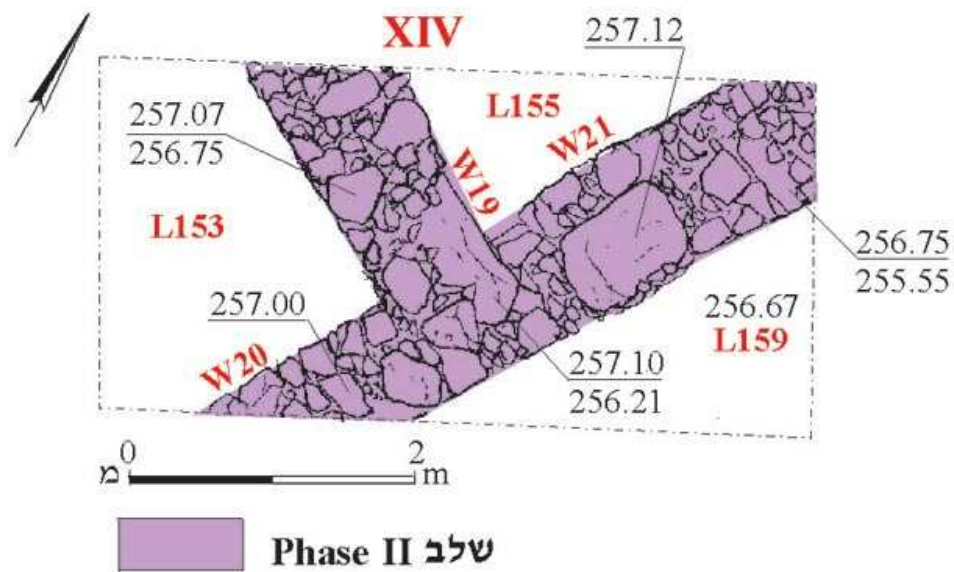 XIV
257.12
L155
257.07
256.75
W21
W19
L153
256.75
255.55
257.00
256.67
L159
W20
257.10
256.21
0 2
מ m
Phase II שלב